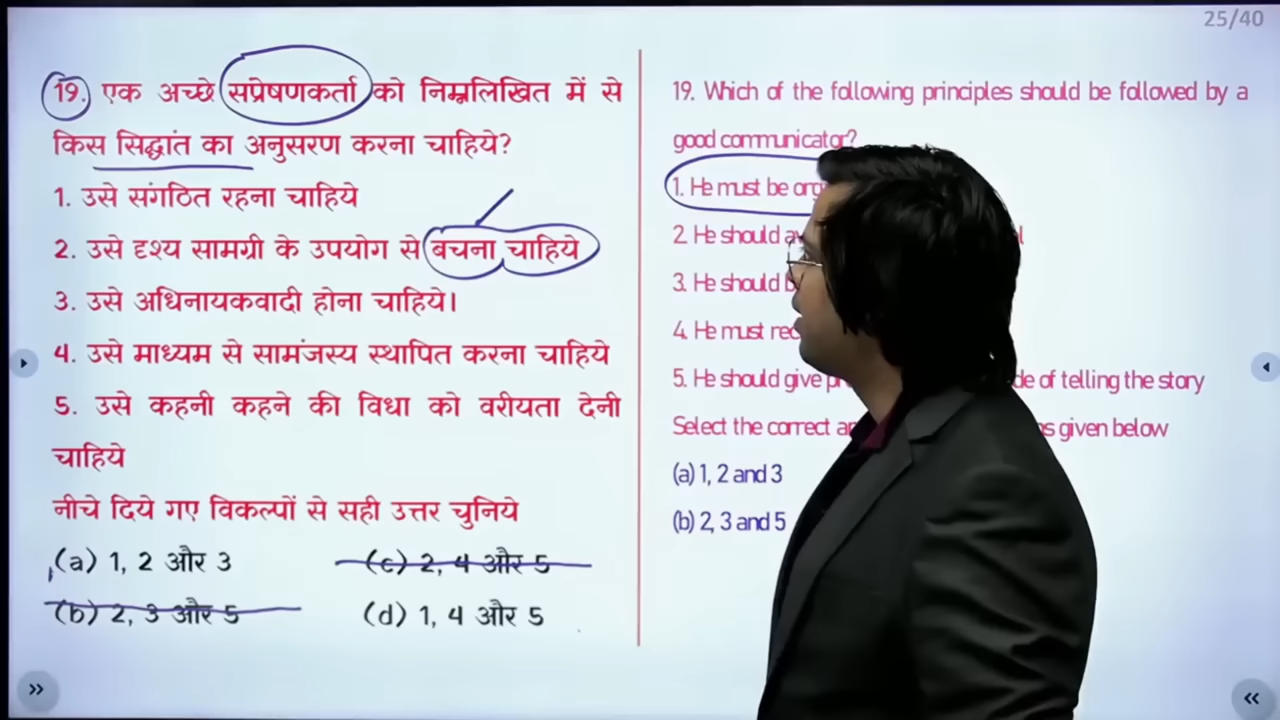 25/40
19. एक अच्छे सप्रेषणकर्ता को निम्नलिखित में से
किस सिद्धांत का अनुसरण करना चाहिये?
1. उसे संगठित रहना चाहिये
2. उसे दृश्य सामग्री के उपयोग से बचना चाहिये
3. उसे अधिनायकवादी होना चाहिये।
4. उसे माध्यम से सामंजस्य स्थापित करना चाहिये
5. उसे कहनी कहने की विधा को वरीयता देनी
चाहिये
नीचे दिये गए विकल्पों से सही उत्तर चुनिये
(a) 1, 2 और 3 (c) 2, 4 और 5
(b) 2, 3 और 5 (d) 1, 4 और 5
19. Which of the following principles should be followed by a
good communicator?
1. He must be
2. He should
3. He should
4. He must
5. He should give of telling the story
Select the correct given below
(a) 1, 2 and 3
(b) 2, 3 and 5